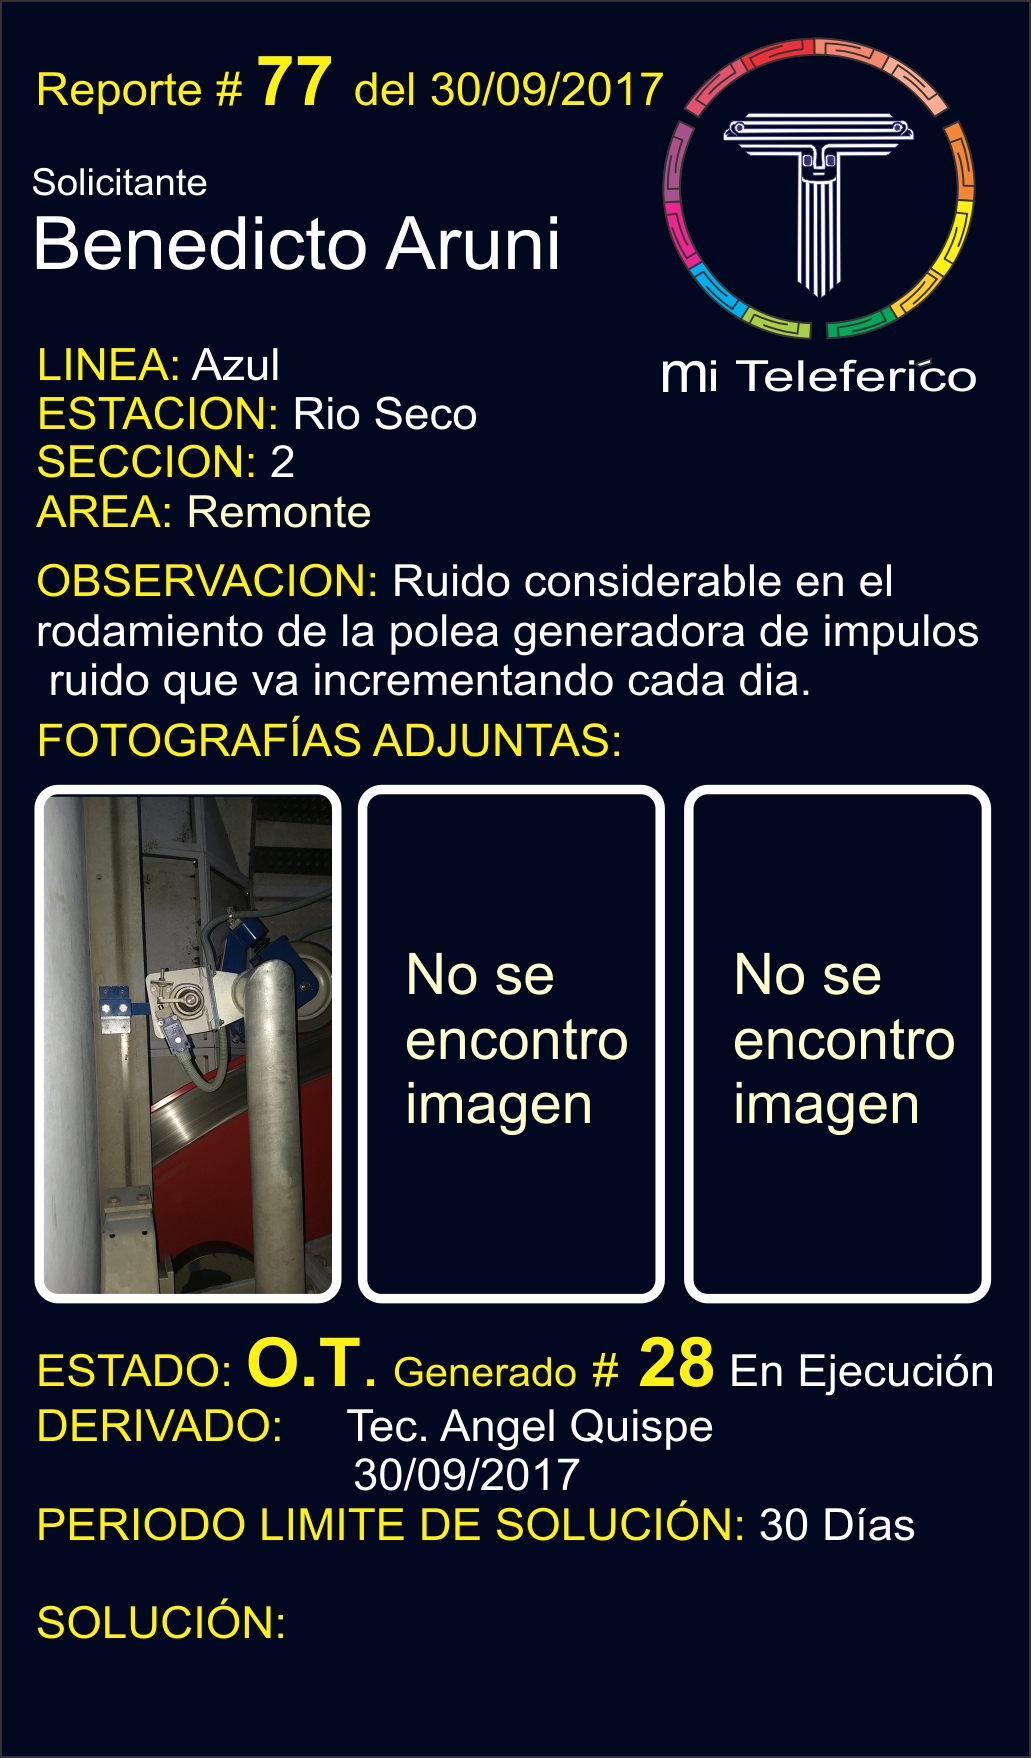 Reporte # 77 del 30/09/2017
Solicitante
Benedicto Aruni
mi Teleferico
LINEA: Azul
ESTACION: Rio Seco
SECCION: 2
AREA: Remonte
OBSERVACION: Ruido considerable en el
rodamiento de la polea generadora de impulos
ruido que va incrementando cada dia.
FOTOGRAFÍAS ADJUNTAS:
No se
encontro
imagen
No se
encontro
imagen
ESTADO: O.T. Generado # 28 En Ejecución
DERIVADO: Tec. Angel Quispe
30/09/2017
PERIODO LIMITE DE SOLUCIÓN: 30 Días
SOLUCIÓN: